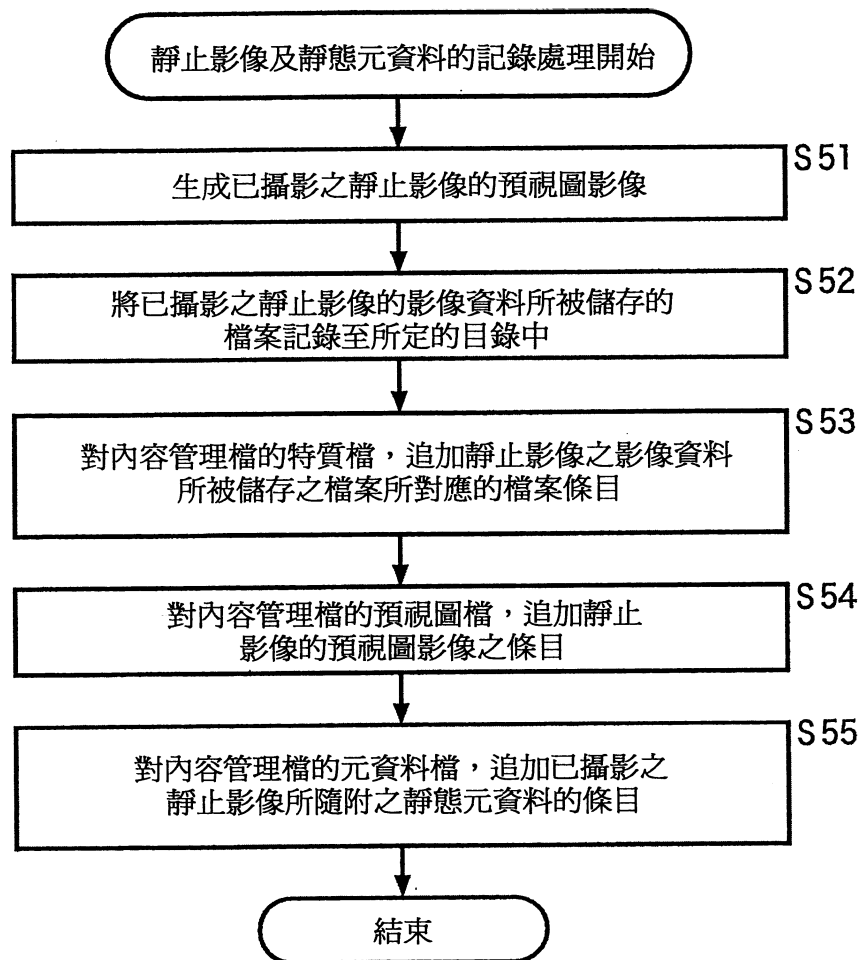 靜止影像及靜態元資料的記錄處理開始
S51
生成已攝影之靜止影像的預視圖影像
S52
將已攝影之靜止影像的影像資料所被儲存的
檔案記錄至所定的目錄中
S53
對內容管理檔的特質檔，追加靜止影像之影像資料
所被儲存之檔案所對應的檔案條目
S54
對內容管理檔的預視圖檔，追加靜止
影像的預視圖影像之條目
S55
對內容管理檔的元資料檔，追加已攝影之
靜止影像所隨附之靜態元資料的條目
結束